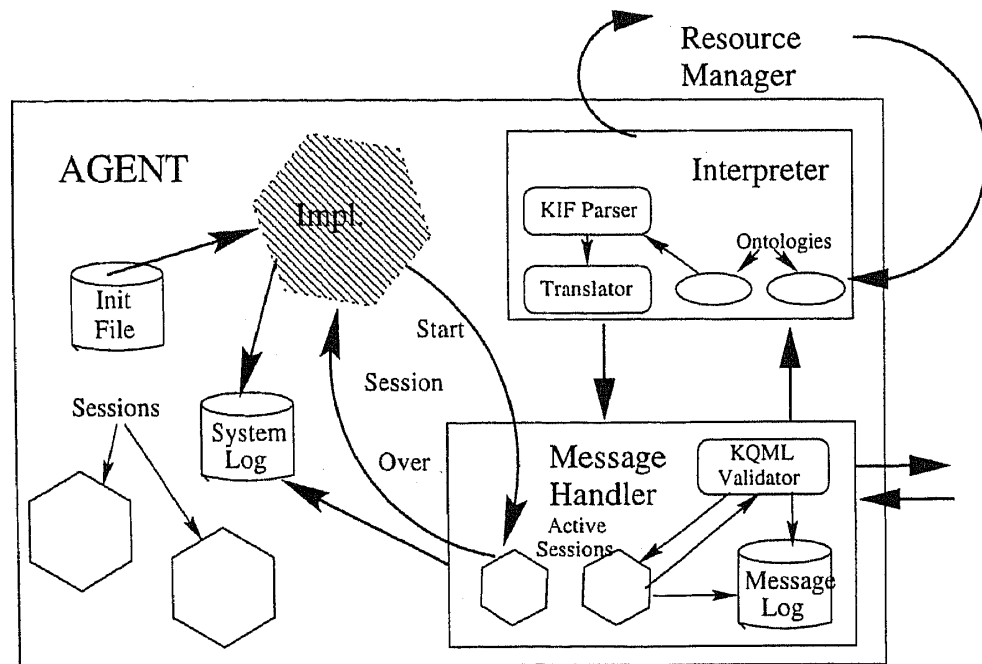 Resource
Manager
AGENT
Interpreter
Impl.
KIF Parser
Ontologies
Translator
Init
File
Start
Session
Sessions
System
Log
Over
Message
Handler
KQML
Validator
Active
Sessions
Message
Log